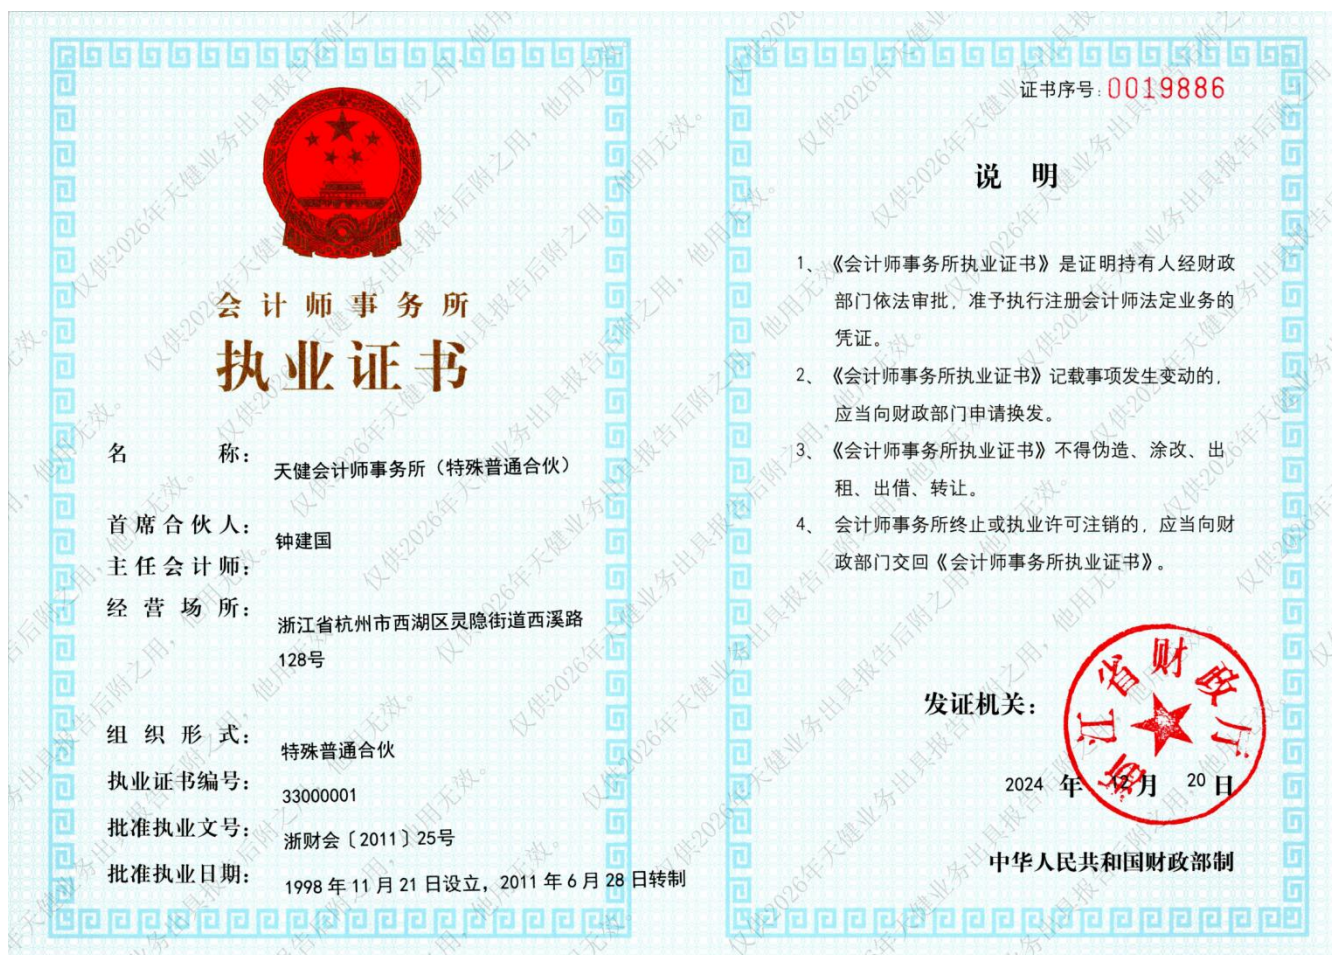 会计师事务所
执业证书
名 称: 天健会计师事务所（特殊普通合伙）
首席合伙人: 钟建国
主任会计师:
经营场所: 浙江省杭州市西湖区灵隐街道西溪路
128号
组织形式: 特殊普通合伙
执业证书编号: 33000001
批准执业文号: 浙财会〔2011〕25号
批准执业日期: 1998年11月21日设立，2011年6月28日转制
证书序号:0019886
说 明
1、《会计师事务所执业证书》是证明持有人经财政
部门依法审批，准予执行注册会计师法定业务的
凭证。
2、《会计师事务所执业证书》记载事项发生变动的，
应当向财政部门申请换发。
3、《会计师事务所执业证书》不得伪造、涂改、出
租、出借、转让。
4、会计师事务所终止或执业许可注销的，应当向财
政部门交回《会计师事务所执业证书》。
发证机关:
浙江省财政厅
2024年12月20日
中华人民共和国财政部制
仅供2026年天健业务出具报告后附之用，他用无效。